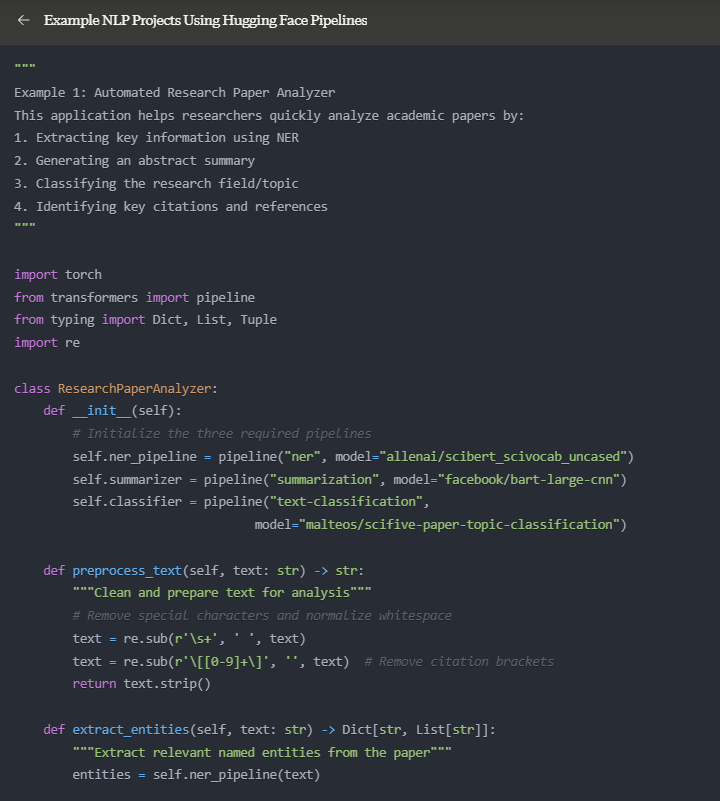 ← Example NLP Projects Using Hugging Face Pipelines
"""
Example 1: Automated Research Paper Analyzer
This application helps researchers quickly analyze academic papers by:
1. Extracting key information using NER
2. Generating an abstract summary
3. Classifying the research field/topic
4. Identifying key citations and references
"""

import torch
from transformers import pipeline
from typing import Dict, List, Tuple
import re

class ResearchPaperAnalyzer:
    def __init__(self):
        # Initialize the three required pipelines
        self.ner_pipeline = pipeline("ner", model="allenai/scibert_scivocab_uncased")
        self.summarizer = pipeline("summarization", model="facebook/bart-large-cnn")
        self.classifier = pipeline("text-classification",
                                 model="malteos/scifive-paper-topic-classification")

    def preprocess_text(self, text: str) -> str:
        """Clean and prepare text for analysis"""
        # Remove special characters and normalize whitespace
        text = re.sub(r'\s+', ' ', text)
        text = re.sub(r'\[[0-9]+\]', '', text)  # Remove citation brackets
        return text.strip()

    def extract_entities(self, text: str) -> Dict[str, List[str]]:
        """Extract relevant named entities from the paper"""
        entities = self.ner_pipeline(text)